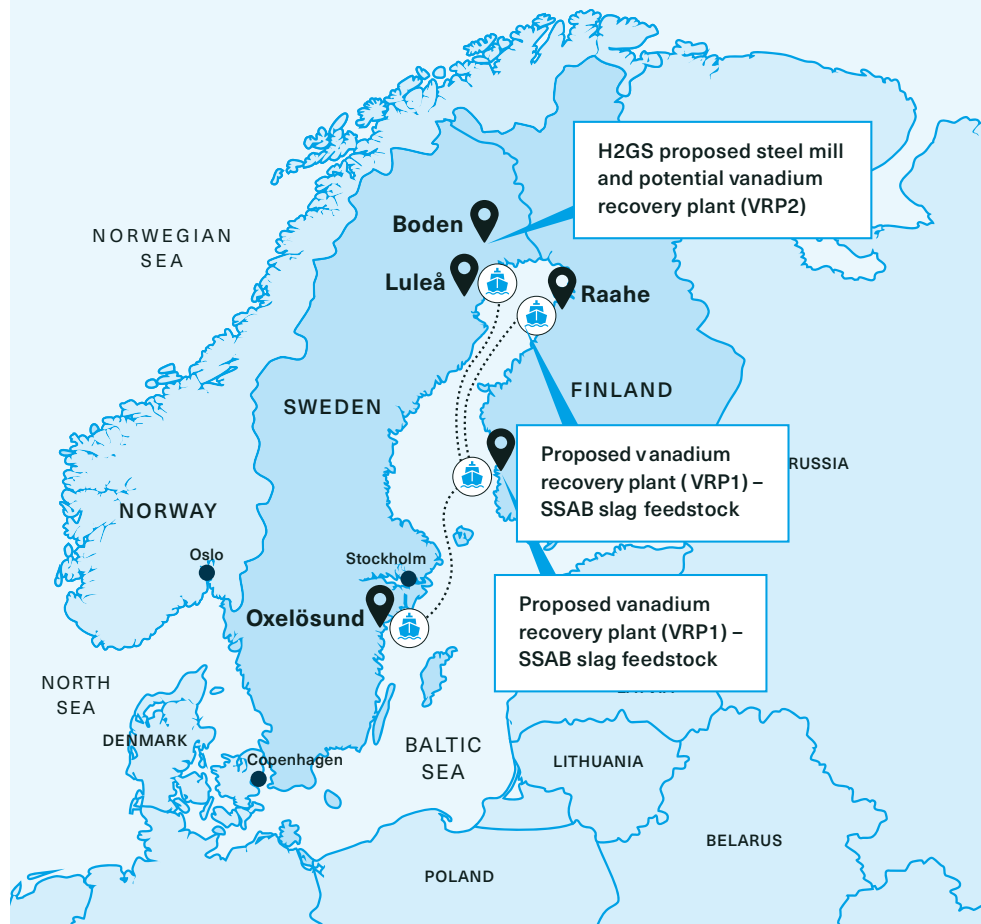 H2GS proposed steel mill
and potential vanadium
recovery plant (VRP2)
NORWEGIAN
SEA
Boden
Luleå
Raahe
SWEDEN
FINLAND
Proposed vanadium
recovery plant (VRP1) –
SSAB slag feedstock
RUSSIA
NORWAY
Oslo
Stockholm
Oxelösund
Proposed vanadium
recovery plant (VRP1) –
SSAB slag feedstock
NORTH
SEA
DENMARK
Copenhagen
BALTIC
SEA
LITHUANIA
BELARUS
POLAND